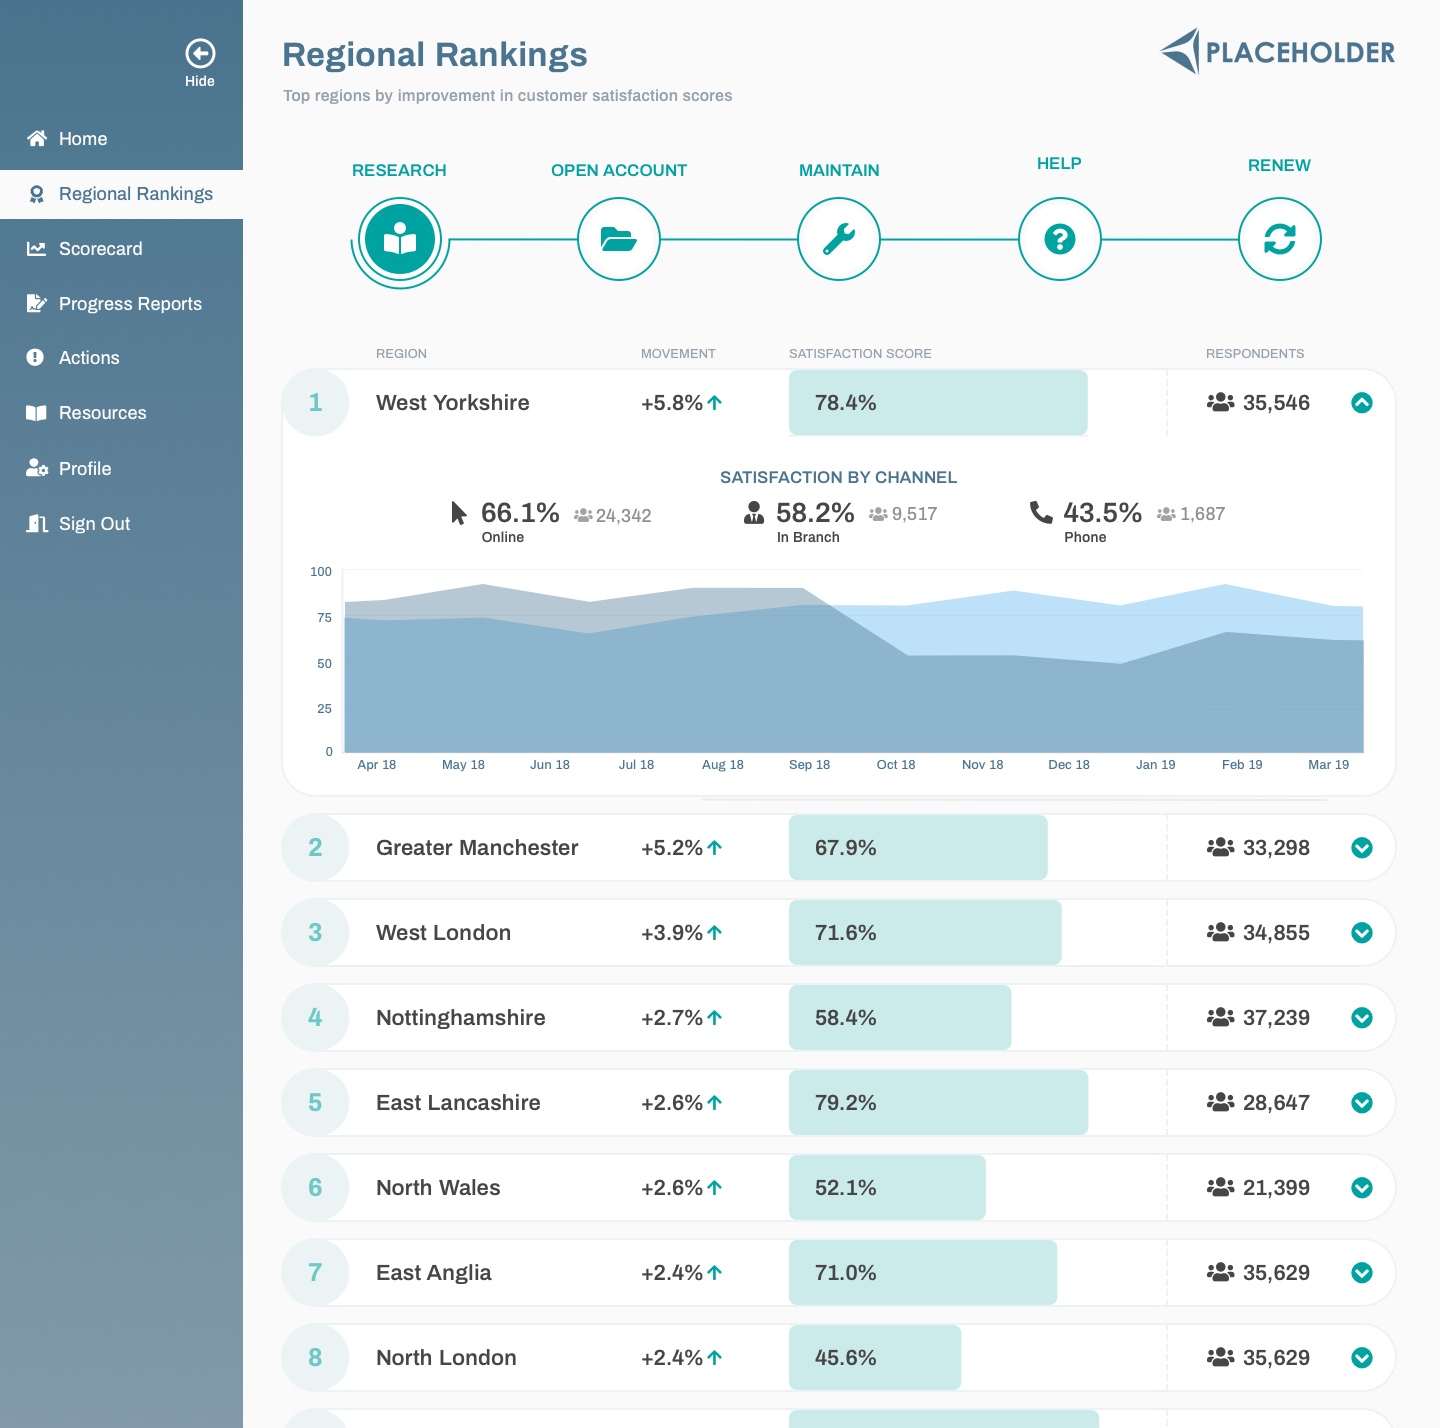 Hide
Home
Regional Rankings
Scorecard
Progress Reports
Actions
Resources
Profile
Sign Out
Regional Rankings
PLACEHOLDER
Top regions by improvement in customer satisfaction scores
RESEARCH OPEN ACCOUNT MAINTAIN HELP RENEW
REGION MOVEMENT SATISFACTION SCORE RESPONDENTS
1 West Yorkshire +5.8% 78.4% 35,546
SATISFACTION BY CHANNEL
66.1% 24,342 58.2% 9,517 43.5% 1,687
Online In Branch Phone
100
75
50
25
0
Apr 18 May 18 Jun 18 Jul 18 Aug 18 Sep 18 Oct 18 Nov 18 Dec 18 Jan 19 Feb 19 Mar 19
2 Greater Manchester +5.2% 67.9% 33,298
3 West London +3.9% 71.6% 34,855
4 Nottinghamshire +2.7% 58.4% 37,239
5 East Lancashire +2.6% 79.2% 28,647
6 North Wales +2.6% 52.1% 21,399
7 East Anglia +2.4% 71.0% 35,629
8 North London +2.4% 45.6% 35,629